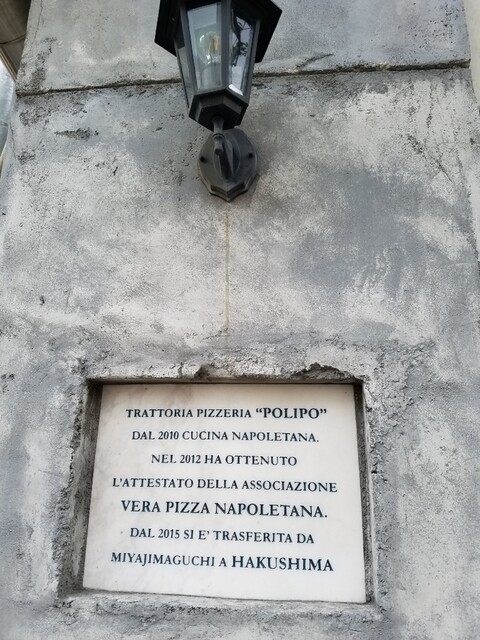 TRATTORIA PIZZERIA “POLIPO”
DAL 2010 CUCINA NAPOLETANA.
NEL 2012 HA OTTENUTO
L'ATTESTATO DELLA ASSOCIAZIONE
VERA PIZZA NAPOLETANA.
DAL 2015 SI E' TRASFERITA DA
MIYAJIMAGUCHI A HAKUSHIMA